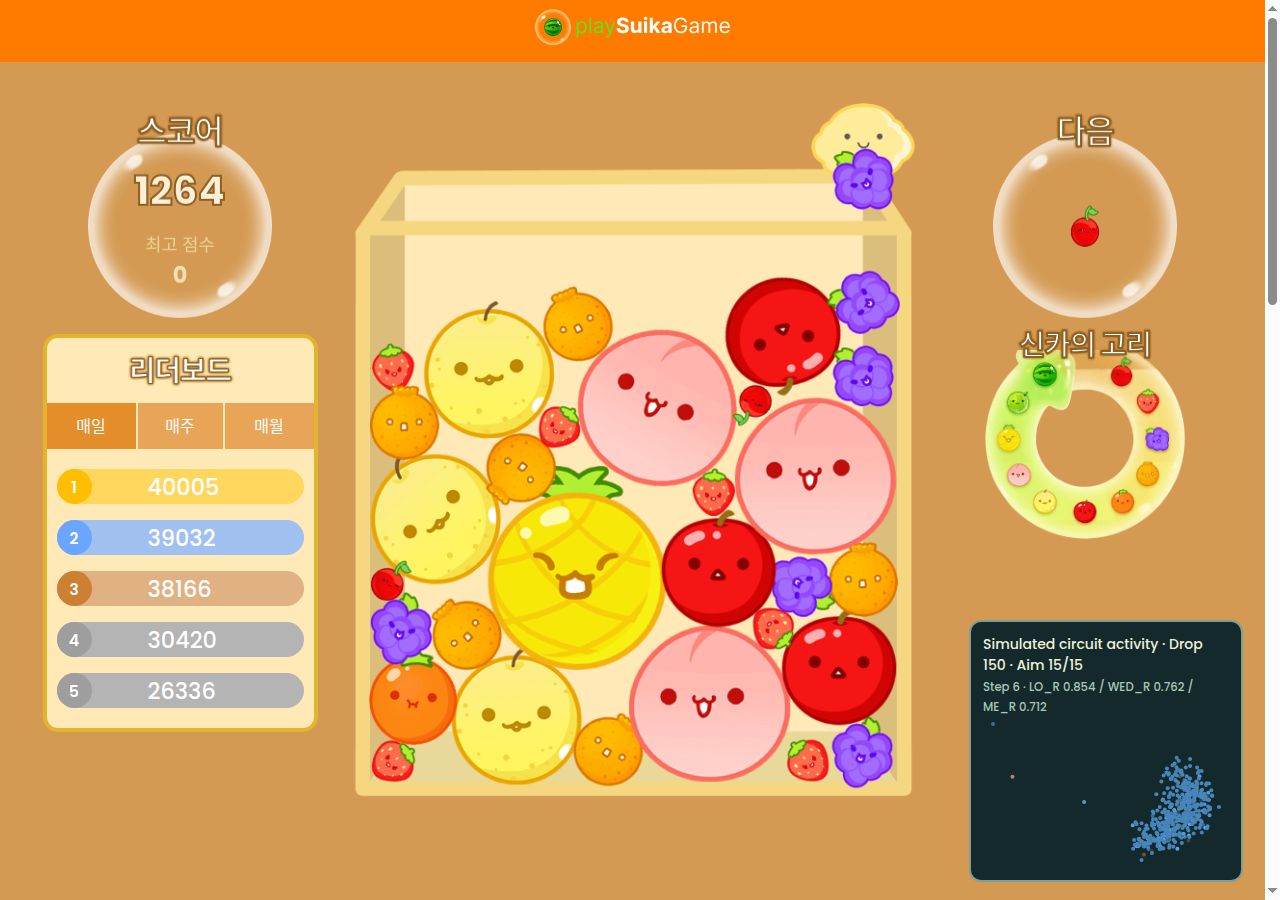 playSuikaGame
스코어
1264
최고 점수
0
다음
신카의 고리
리더보드
매일 매주 매월
1 40005
2 39032
3 38166
4 30420
5 26336
Simulated circuit activity · Drop
150 · Aim 15/15
Step 6 · LO_R 0.854 / WED_R 0.762 /
ME_R 0.712